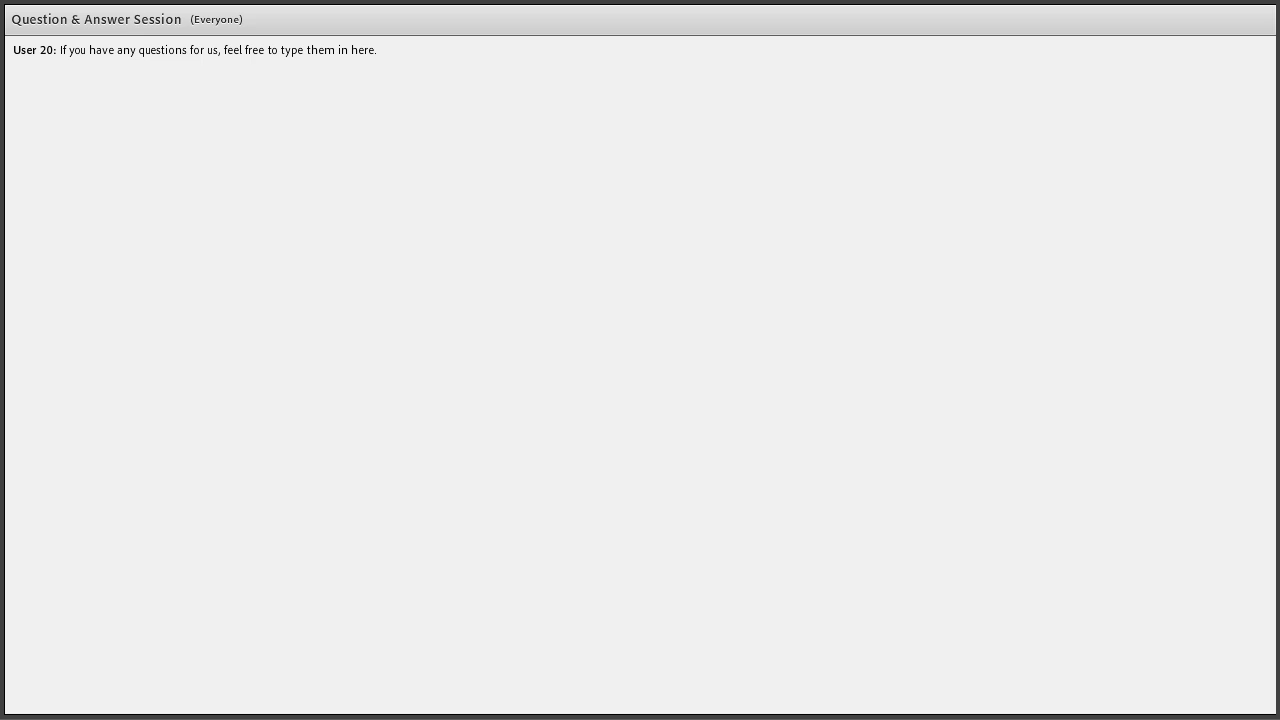 Question & Answer Session (Everyone)
User 20: If you have any questions for us, feel free to type them in here.